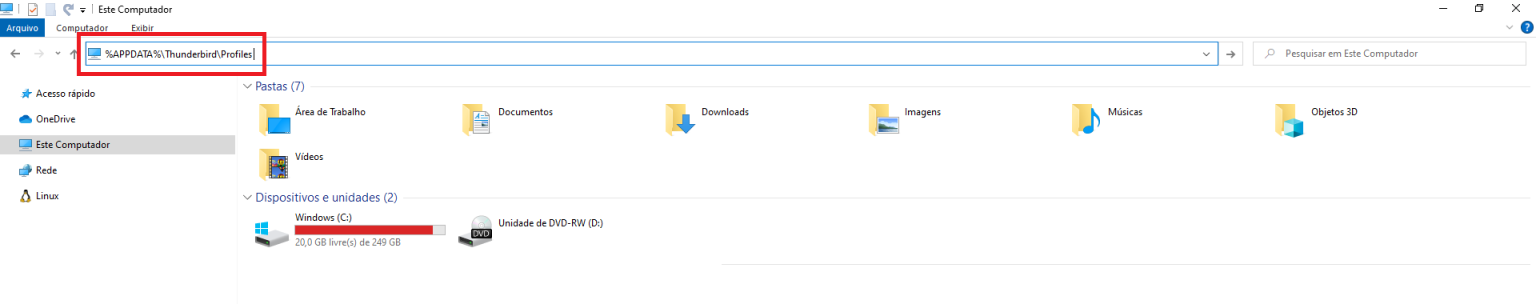 Este Computador
Arquivo Computador Exibir
%APPDATA%\Thunderbird\Profiles
Pesquisar em Este Computador
Acesso rápido
OneDrive
Este Computador
Rede
Linux
Pastas (7)
Área de Trabalho
Documentos
Downloads
Imagens
Músicas
Objetos 3D
Vídeos
Dispositivos e unidades (2)
Windows (C:)
20,0 GB livre(s) de 249 GB
DVD
Unidade de DVD-RW (D:)